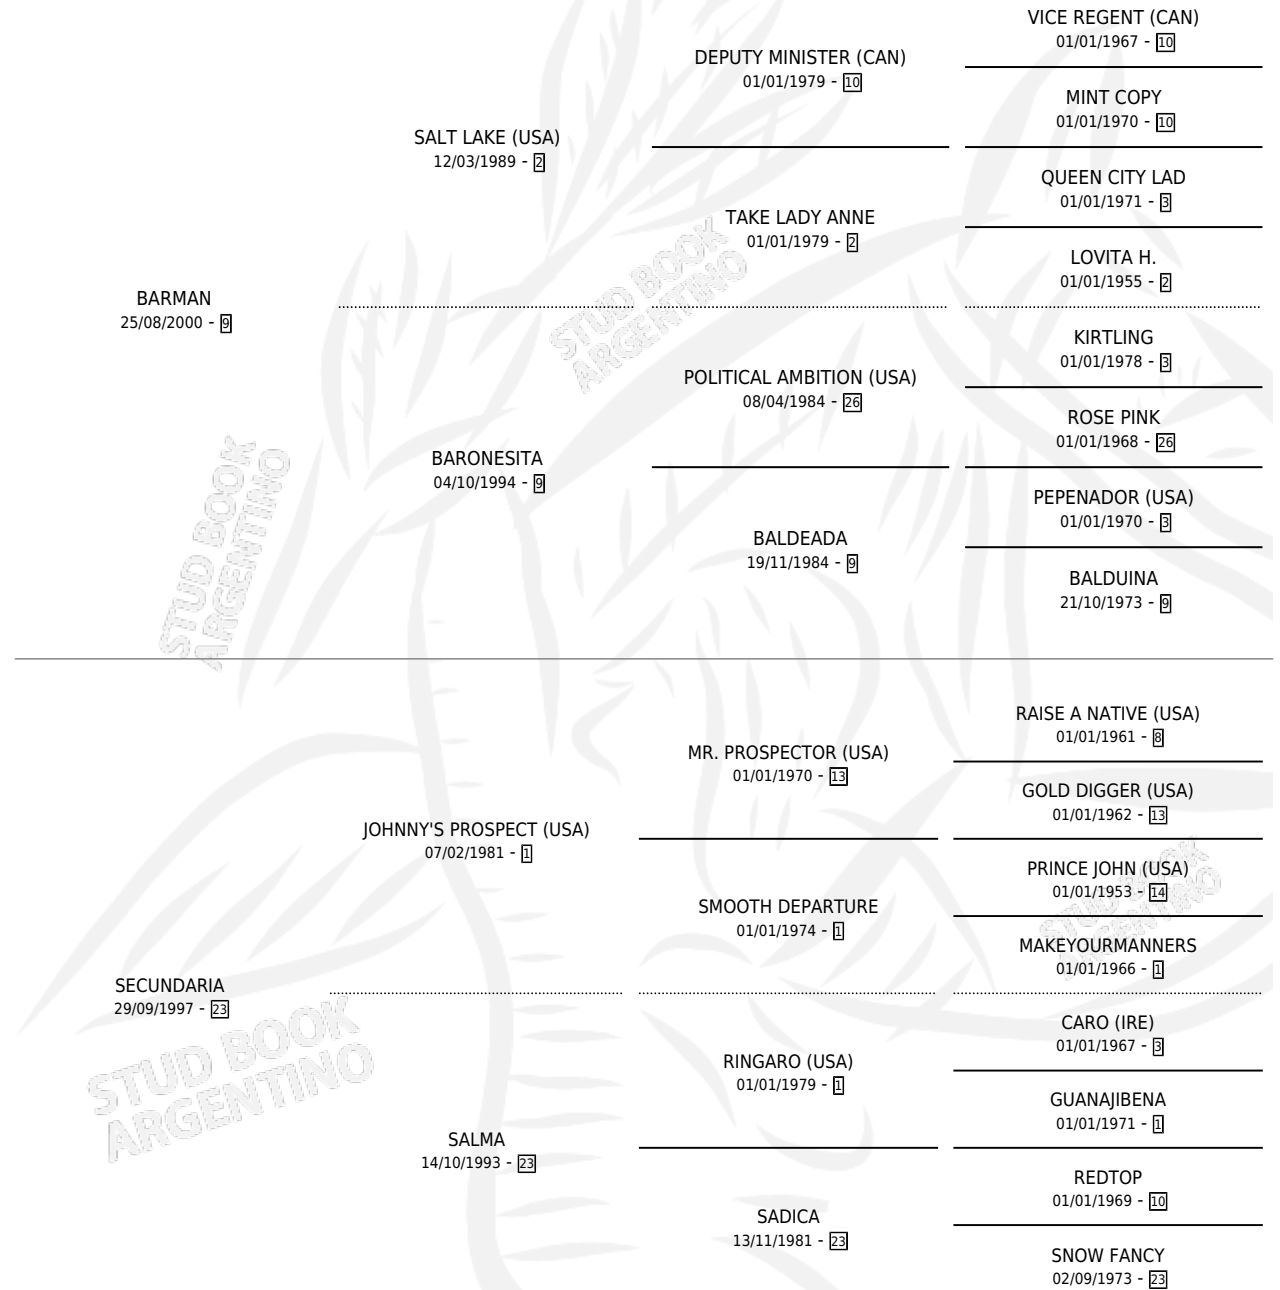 VICE REGENT (CAN)
01/01/1967 - 10
DEPUTY MINISTER (CAN)
01/01/1979 - 10
MINT COPY
01/01/1970 - 10
SALT LAKE (USA)
12/03/1989 - 2
QUEEN CITY LAD
01/01/1971 - 3
TAKE LADY ANNE
01/01/1979 - 2
LOVITA H.
01/01/1955 - 2
BARMAN
25/08/2000 - 9
KIRTLING
01/01/1978 - 3
POLITICAL AMBITION (USA)
08/04/1984 - 26
ROSE PINK
01/01/1968 - 26
BARONESITA
04/10/1994 - 9
PEPENADOR (USA)
01/01/1970 - 3
BALDEADA
19/11/1984 - 9
BALDUINA
21/10/1973 - 9
RAISE A NATIVE (USA)
01/01/1961 - 8
MR. PROSPECTOR (USA)
01/01/1970 - 13
GOLD DIGGER (USA)
01/01/1962 - 13
JOHNNY'S PROSPECT (USA)
07/02/1981 - 1
PRINCE JOHN (USA)
01/01/1953 - 14
SMOOTH DEPARTURE
01/01/1974 - 1
MAKEYOURMANNERS
01/01/1966 - 1
SECUNDARIA
29/09/1997 - 23
CARO (IRE)
01/01/1967 - 3
RINGARO (USA)
01/01/1979 - 1
GUANAJIBENA
01/01/1971 - 1
SALMA
14/10/1993 - 23
REDTOP
01/01/1969 - 10
SADICA
13/11/1981 - 23
SNOW FANCY
02/09/1973 - 23
STUD BOOK
ARGENTINO
STUD BOOK
ARGENTINO
STUD BOOK
ARGENTINO
STUD BOOK
ARGENTINO